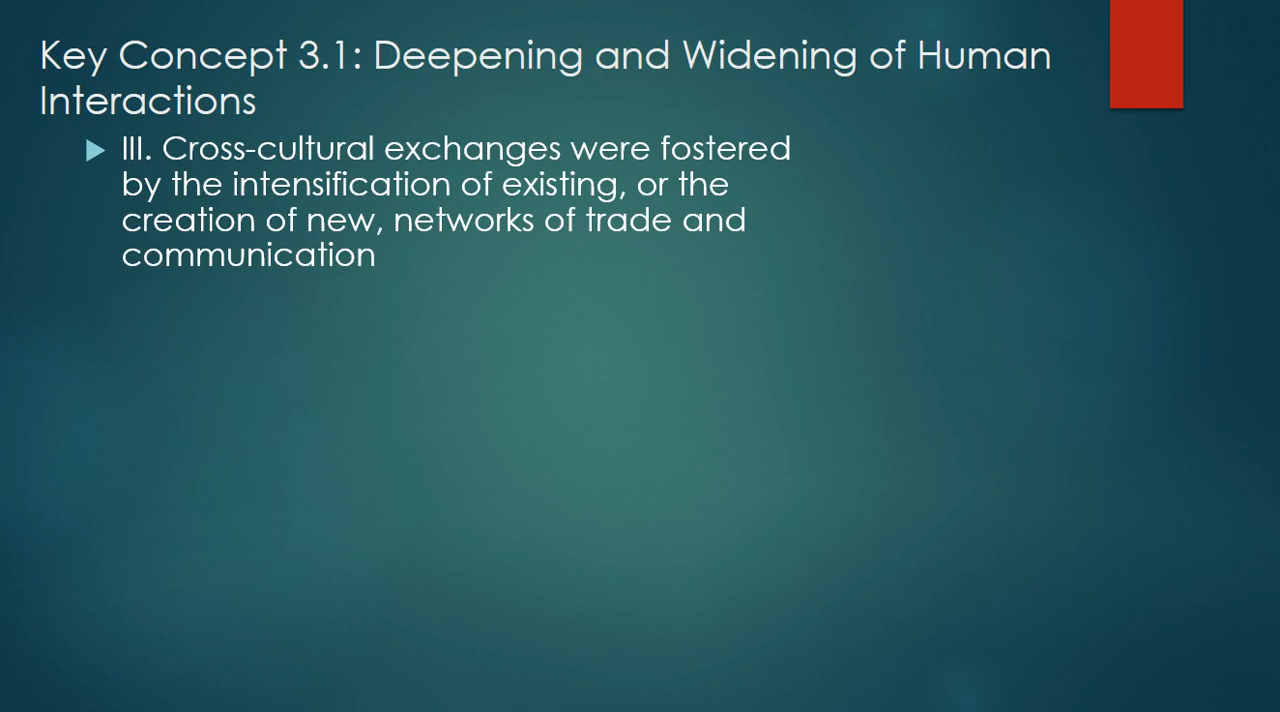 Key Concept 3.1: Deepening and Widening of Human
Interactions
III. Cross-cultural exchanges were fostered
by the intensification of existing, or the
creation of new, networks of trade and
communication